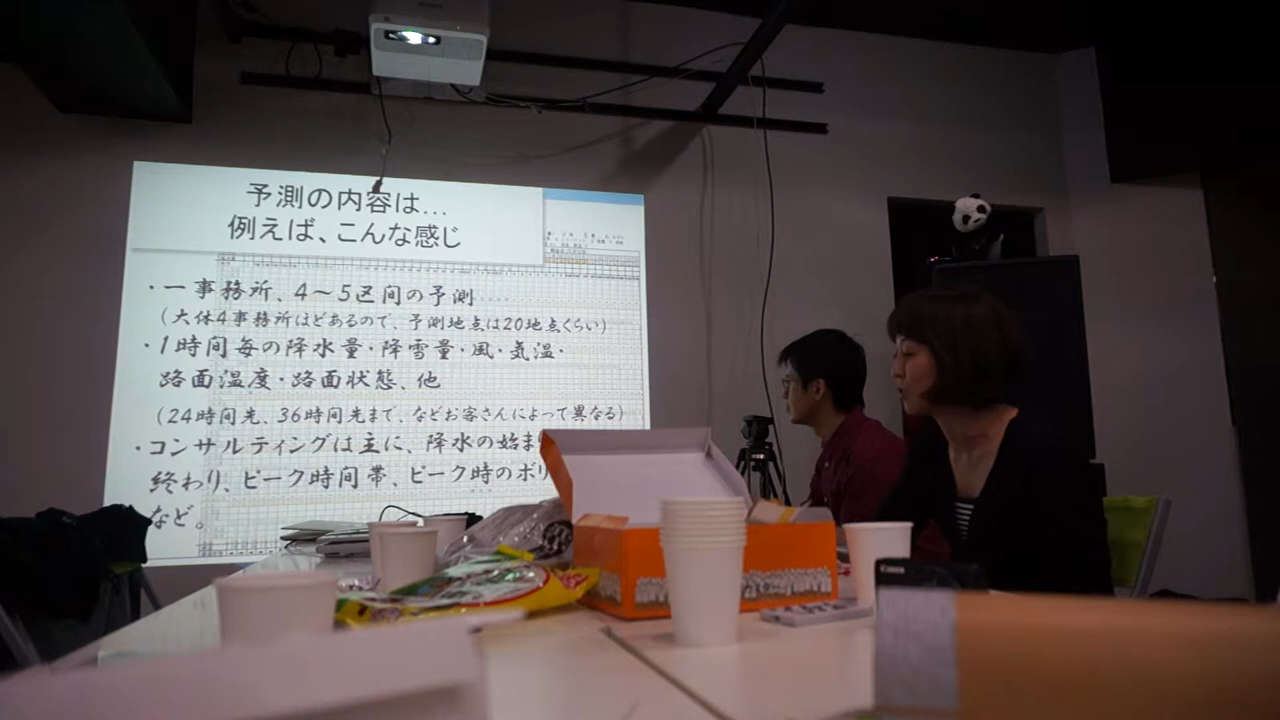 予測の内容は…
例えば、こんな感じ
・一事務所、4～5区間の予測
（大体4事務所ほどあるので、予測地点は20地点くらい）
・1時間毎の降水量・降雪量・風・気温・
路面温度・路面状態、他
（24時間先、36時間先まで、などお客さんによって異なる）
・コンサルティングは主に、降水の始まり
終わり、ピーク時間帯、ピーク時のボリ
など。
Canon